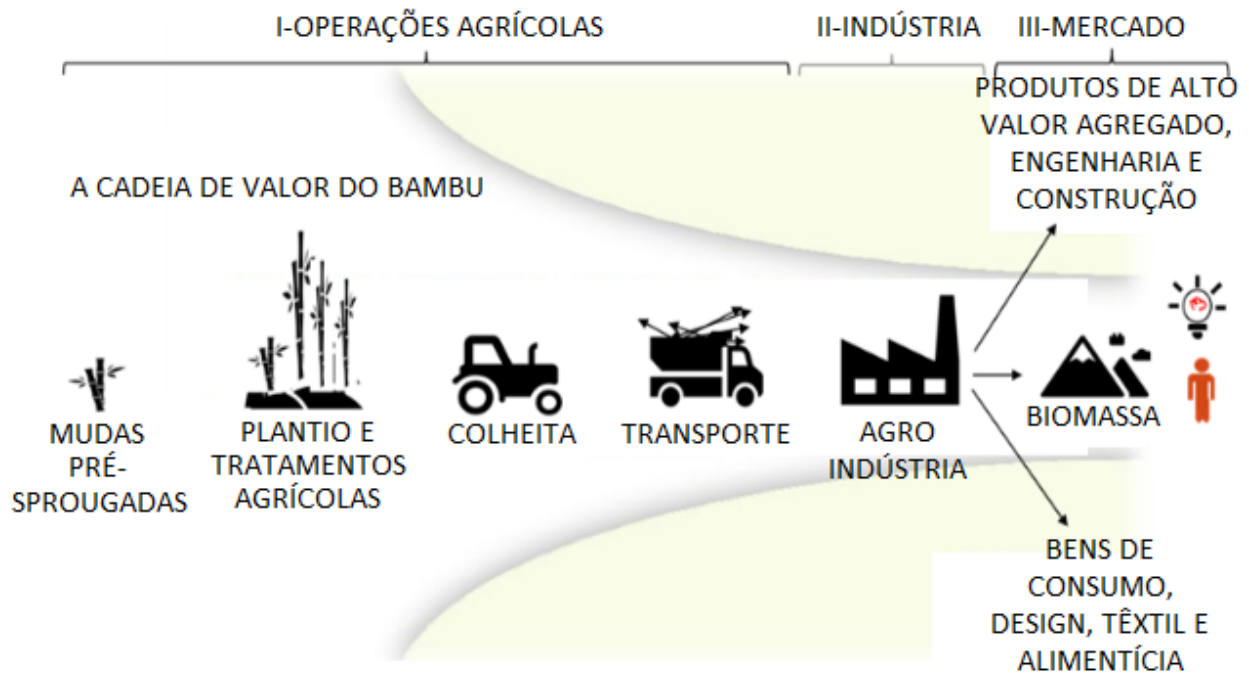 I-OPERAÇÕES AGRÍCOLAS
II-INDÚSTRIA
III-MERCADO
PRODUTOS DE ALTO
VALOR AGREGADO,
ENGENHARIA E
CONSTRUÇÃO
A CADEIA DE VALOR DO BAMBU
MUDAS
PRÉ-
SPROUGADAS
PLANTIO E
TRATAMENTOS
AGRÍCOLAS
COLHEITA
TRANSPORTE
AGRO
INDÚSTRIA
BIOMASSA
BENS DE
CONSUMO,
DESIGN, TÊXTIL E
ALIMENTÍCIA